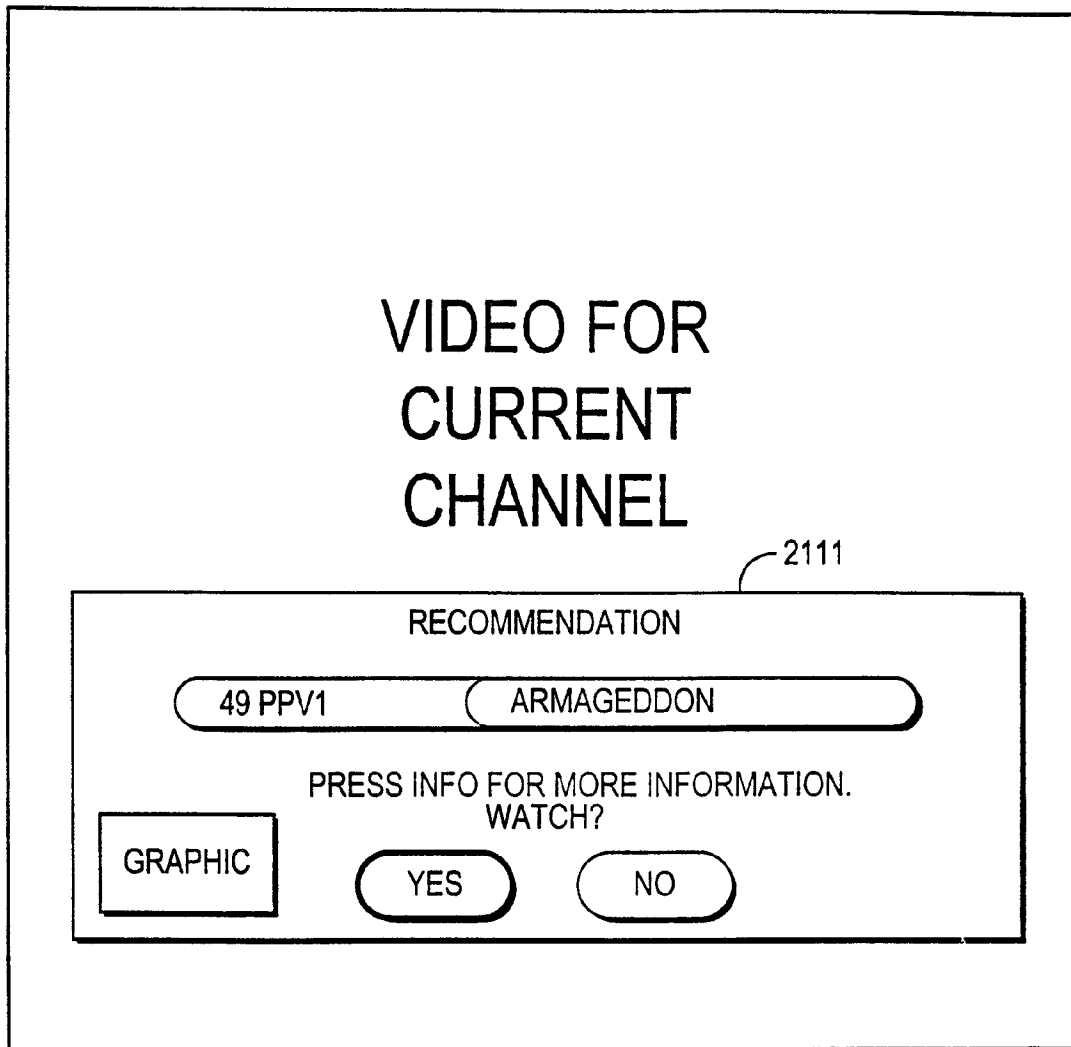 VIDEO FOR
CURRENT
CHANNEL
2111
RECOMMENDATION
49 PPV1 ARMAGEDDON
PRESS INFO FOR MORE INFORMATION.
WATCH?
GRAPHIC
YES NO